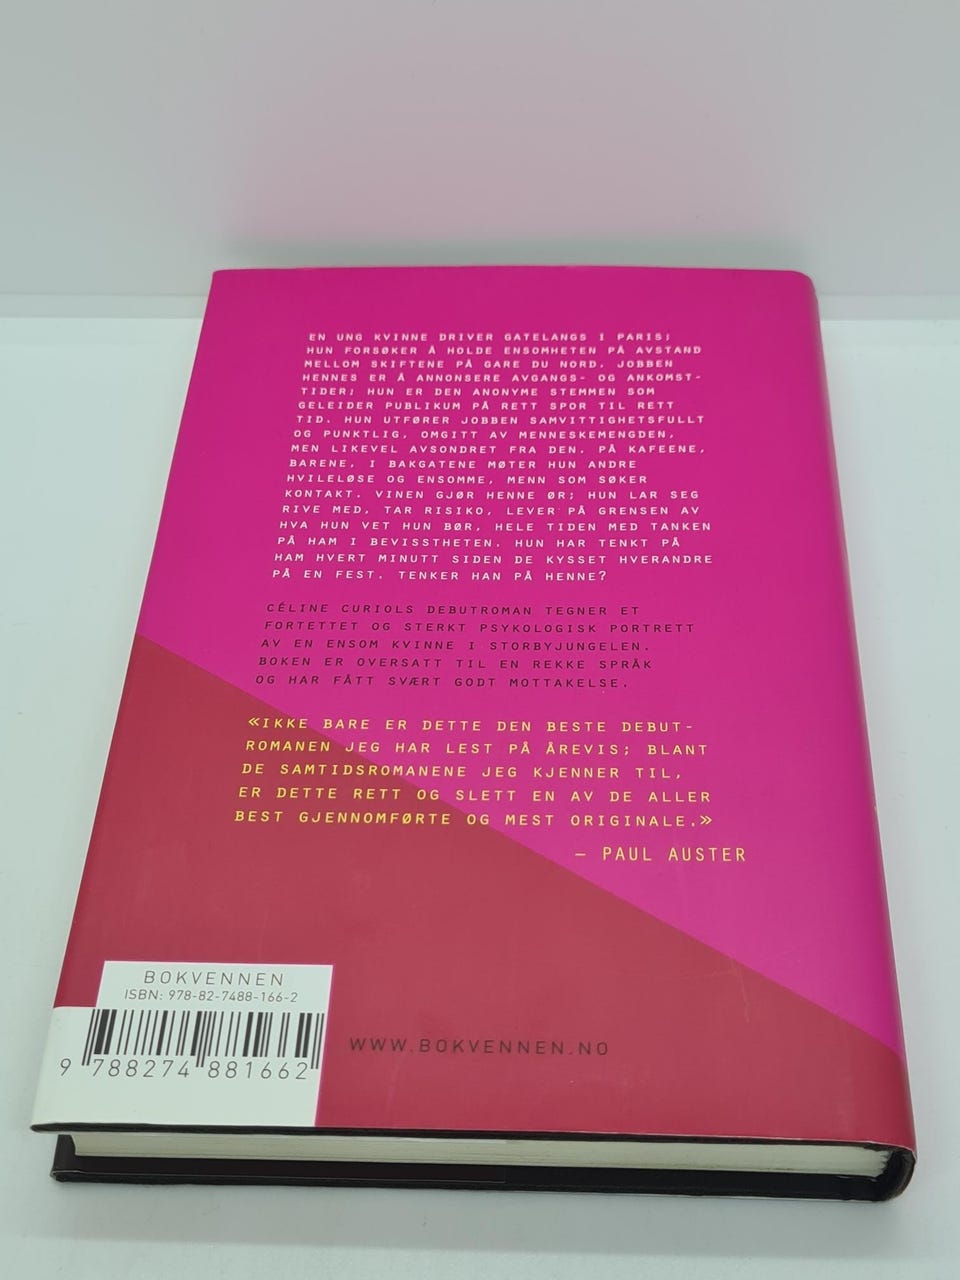 EN UNG KVINNE DRIVER GATELANGS I PARIS;
HUN FORSØKER Å HOLDE ENSOMHETEN PÅ AVSTAND
MELLOM SKIFTENE PÅ GARE DU NORD. JOBBEN
HENNES ER Å ANNONSERE AVGANGS- OG ANKOMST-
TIDER; HUN ER DEN ANONYME STEMMEN SOM
GELEIDER PUBLIKUM PÅ RETT SPOR TIL RETT
TID. HUN UTFØRER JOBBEN SAMVITTIGHETSFULLT
OG PUNKTLIG, OMGITT AV MENNESKEMENGDEN,
MEN LIKEVEL AVSONDRET FRA DEN. PÅ KAFEENE,
BARENE, I BAKGATENE MØTER HUN ANDRE
HVILELØSE OG ENSOMME, MENN SOM SØKER
KONTAKT. VINEN GJØR HENNE ØR; HUN LAR SEG
RIVE MED, TAR RISIKO, LEVER PÅ GRENSEN AV
HVA HUN VET HUN BØR, HELE TIDEN MED TANKEN
PÅ HAM I BEVISSTHETEN. HUN HAR TENKT PÅ
HAM HVERT MINUTT SIDEN DE KYSSET HVERANDRE
PÅ EN FEST. TENKER HAN PÅ HENNE?
CÉLINE CURIOLS DEBUTROMAN TEGNER ET
FORTETTET OG STERKT PSYKOLOGISK PORTRETT
AV EN ENSOM KVINNE I STORBYJUNGELEN.
BOKEN ER OVERSATT TIL EN REKKE SPRÅK
OG HAR FÅTT SVÆRT GODT MOTTAKELSE.
«IKKE BARE ER DETTE DEN BESTE DEBUT-
ROMANEN JEG HAR LEST PÅ ÅREVIS; BLANT
DE SAMTIDSROMANENE JEG KJENNER TIL,
ER DETTE RETT OG SLETT EN AV DE ALLER
BEST GJENNOMFØRTE OG MEST ORIGINALE.»
– PAUL AUSTER
BOKVENNEN
ISBN: 978-82-7488-166-2
9 788274 881662
WWW.BOKVENNEN.NO